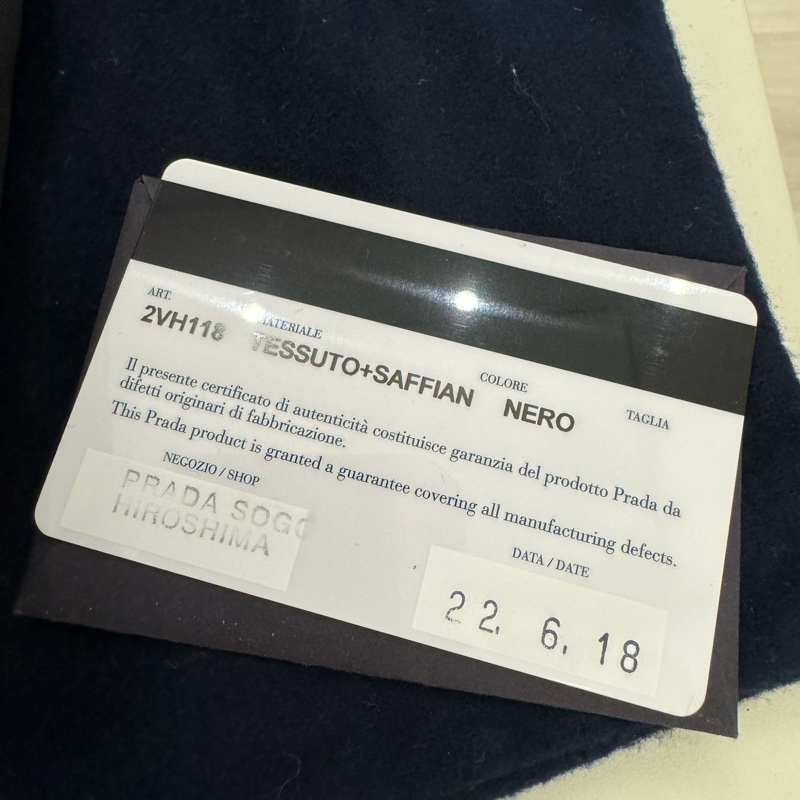 ART. MATERIALE COLORE TAGLIA
2VH118 TESSUTO+SAFFIAN NERO
Il presente certificato di autenticità costituisce garanzia del prodotto Prada da
difetti originari di fabbricazione.
This Prada product is granted a guarantee covering all manufacturing defects.
NEGOZIO / SHOP
PRADA SOGO
HIROSHIMA
DATA / DATE
22. 6. 18